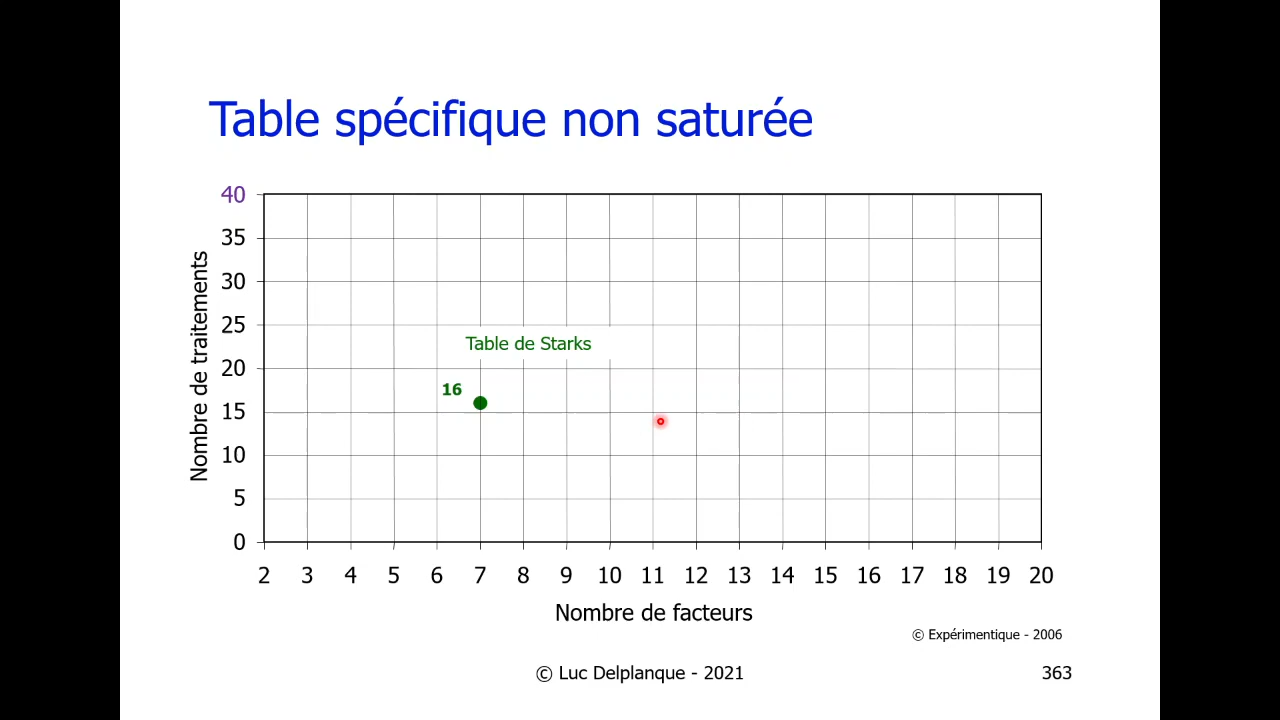 Table spécifique non saturée
Nombre de traitements
40
35
30
25
20
15
10
5
0
Table de Starks
16
2 3 4 5 6 7 8 9 10 11 12 13 14 15 16 17 18 19 20
Nombre de facteurs
© Expérimentique - 2006
© Luc Delplanque - 2021
363